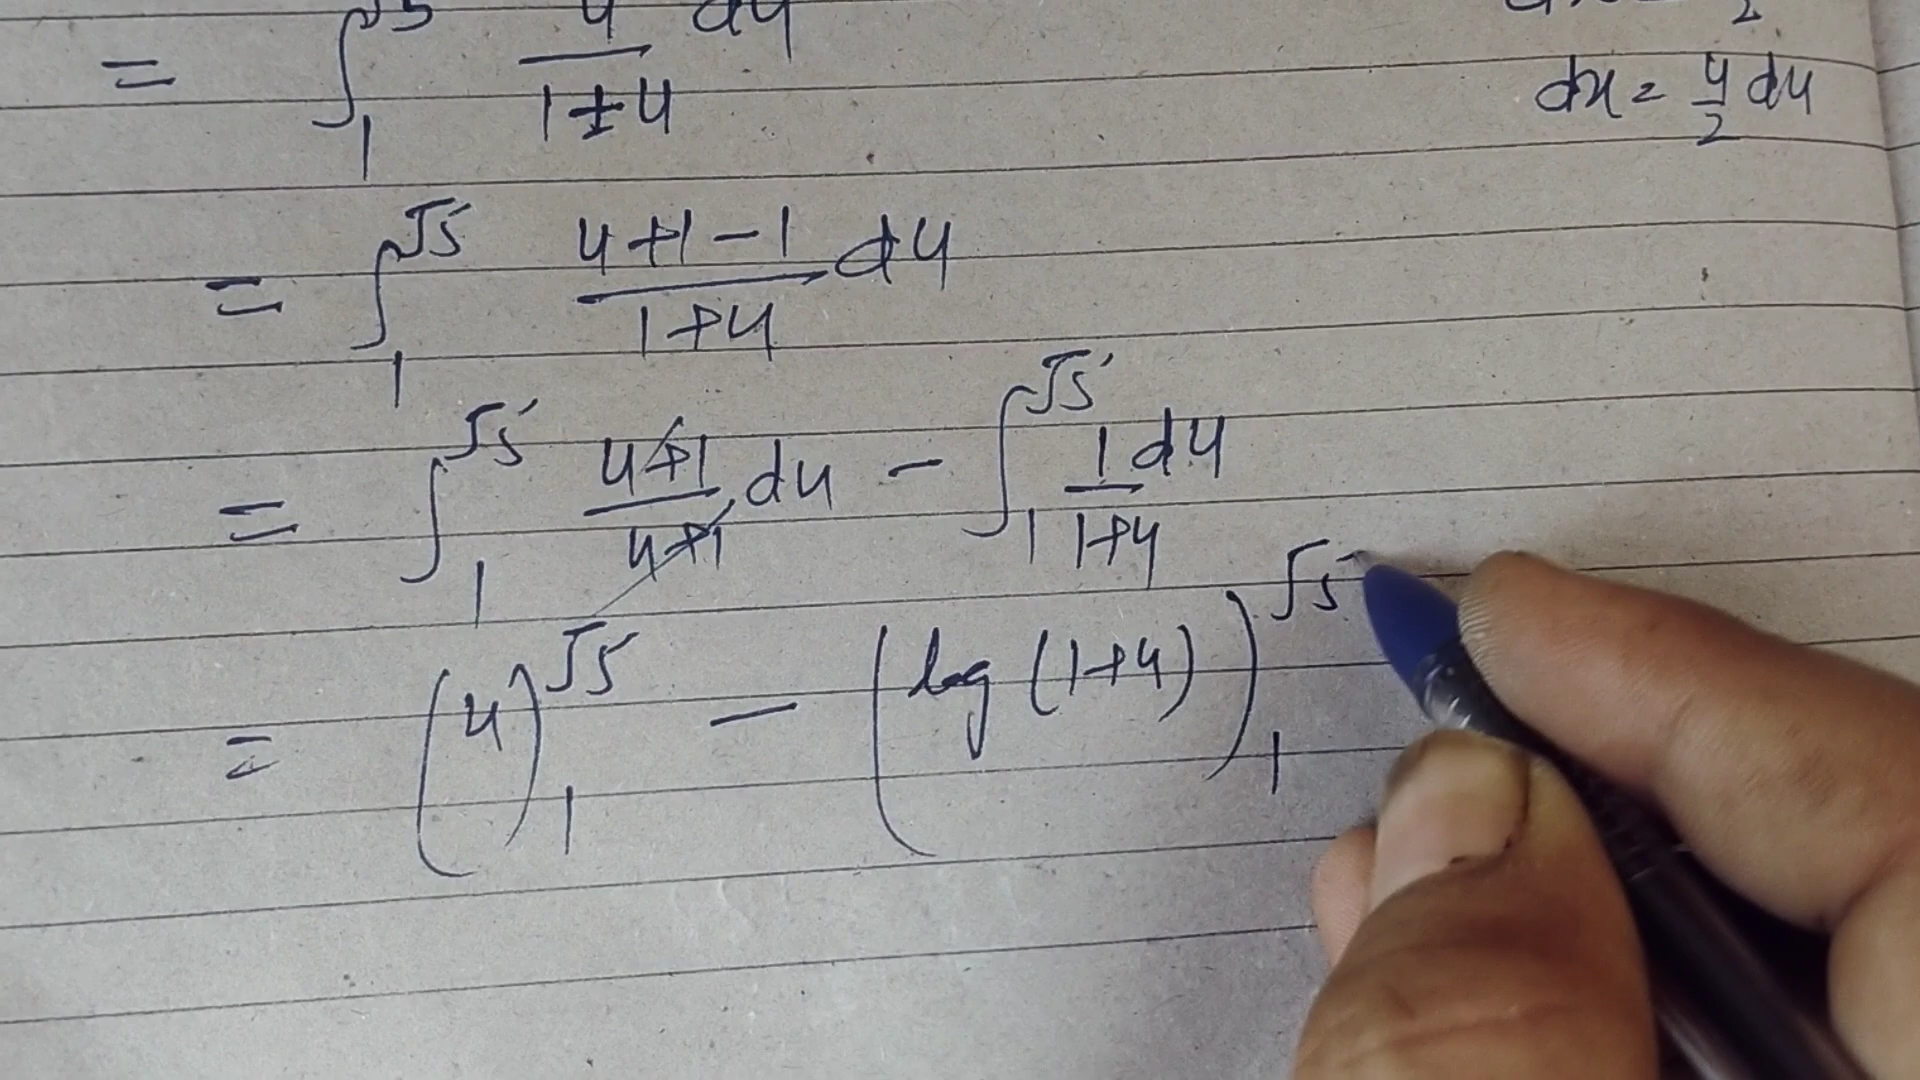 = ∫₁^√5 u/(1+u) du
dx = u/2 du
= ∫₁^√5 (u+1-1)/(1+u) du
= ∫₁^√5 (u+1)/(u+1) du - ∫₁^√5 1/(1+u) du
= (u)₁^√5 - (log (1+u))₁^√5